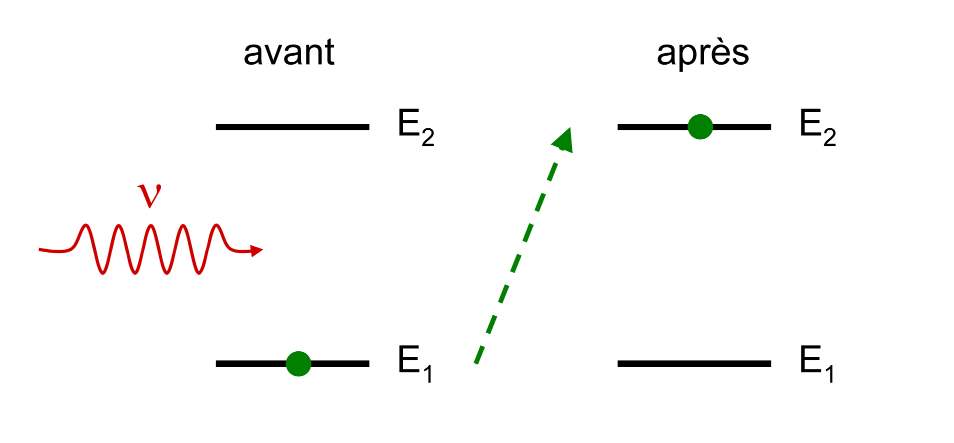 avant après
E₂ E₂
ν
E₁ E₁